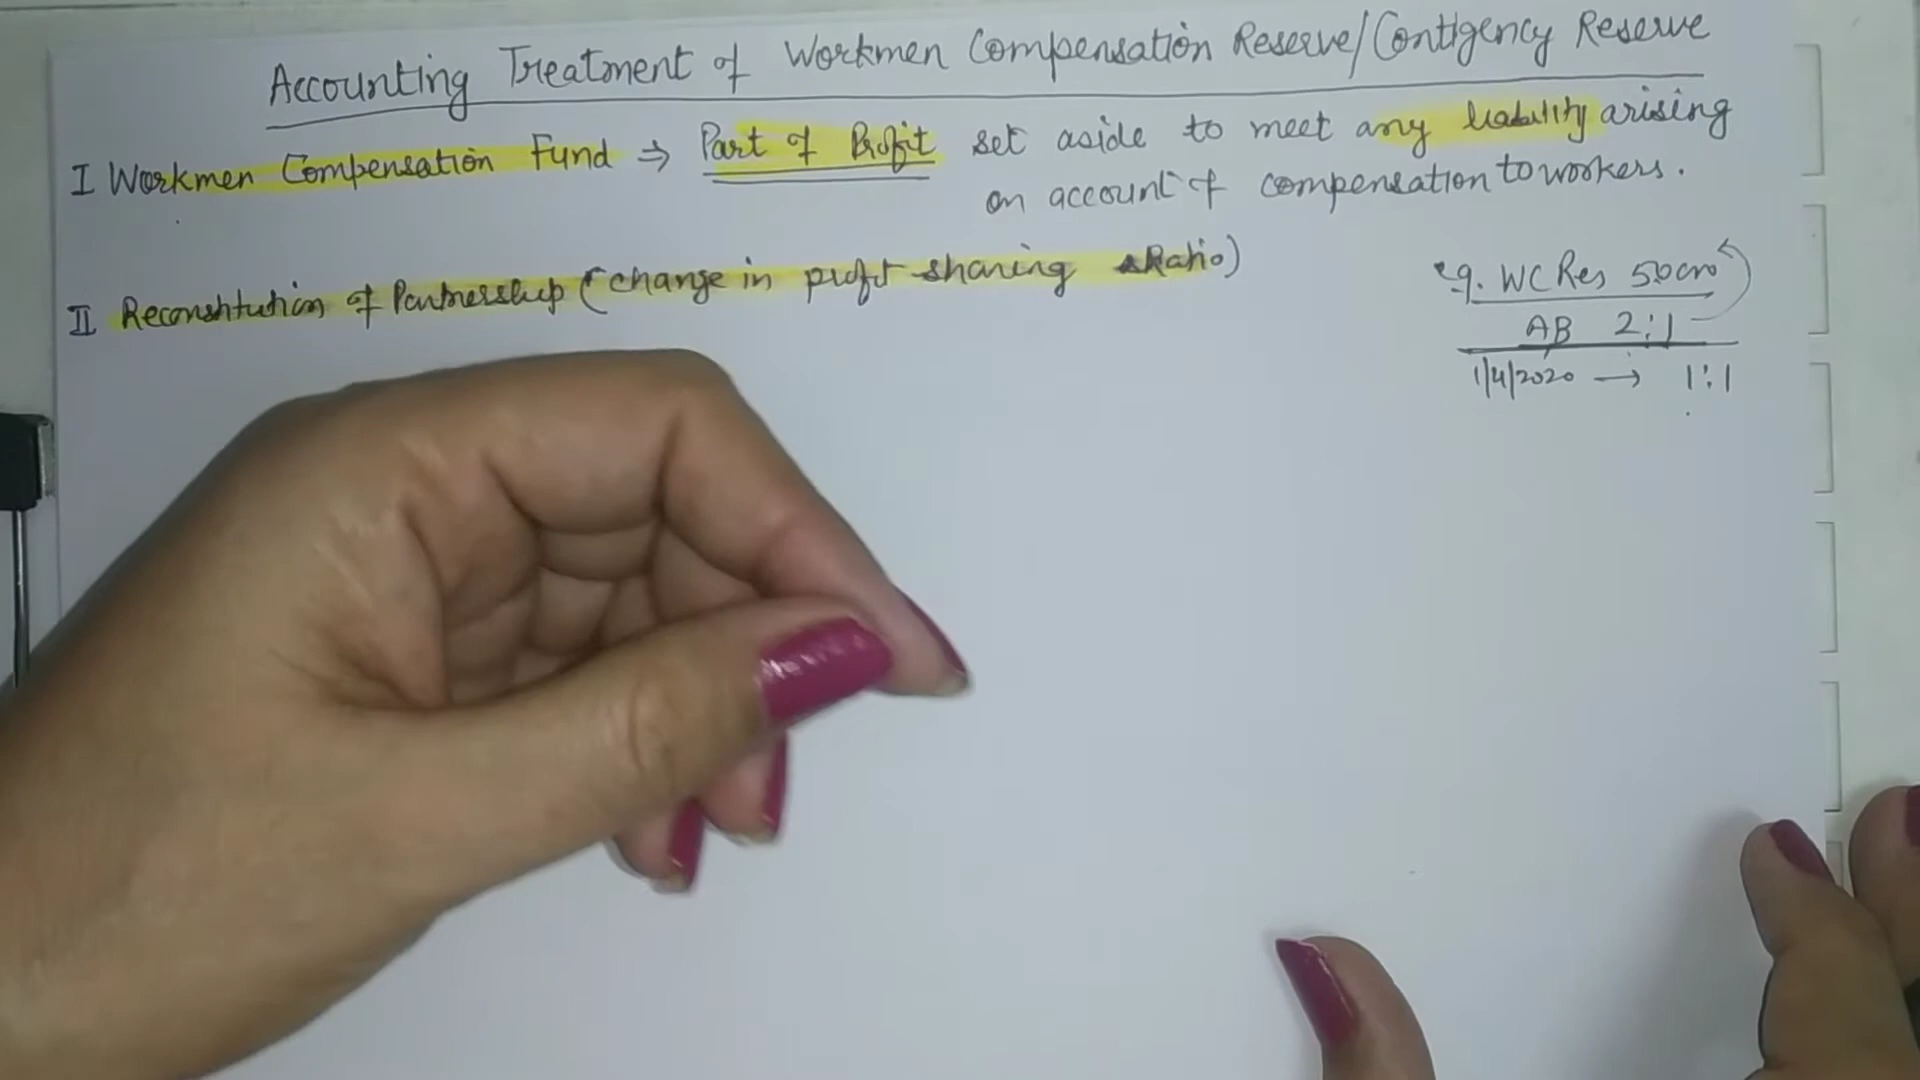 Accounting Treatment of Workmen Compensation Reserve/Contigency Reserve
I Workmen Compensation Fund ⇒ Part of Profit set aside to meet any liability arising
on account of compensation to workers.
II Reconstitution of Partnership (change in profit sharing Ratio)
eg. WC Res 50000
AB 2:1
1/4/2020 → 1:1